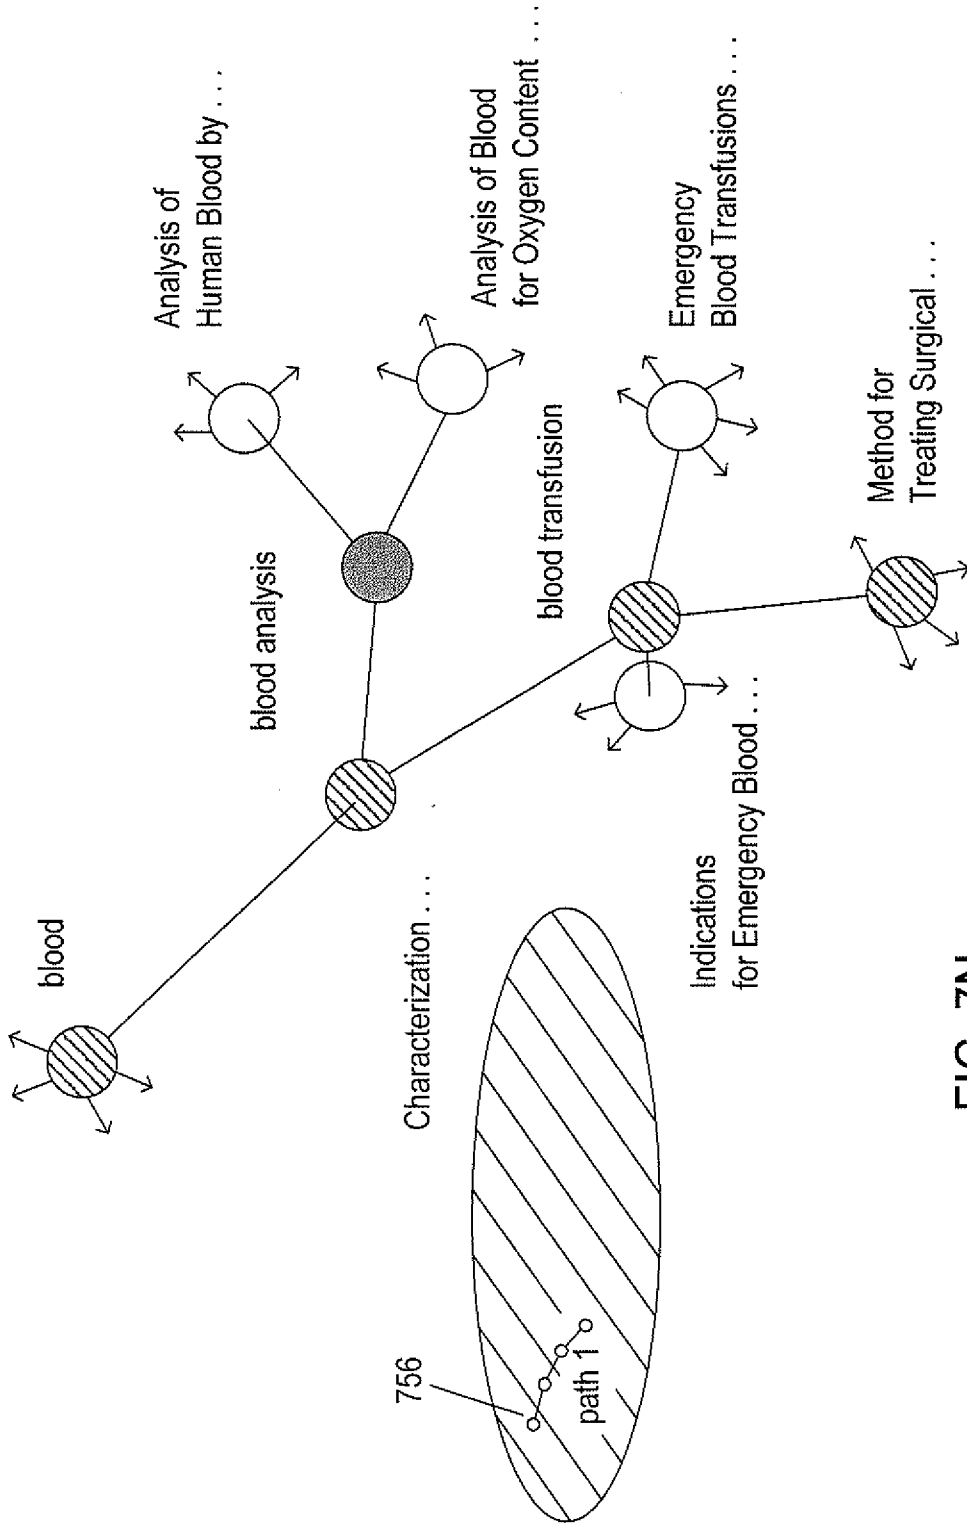 blood
Analysis of
Human Blood by . . .
blood analysis
756
Characterization . . .
Analysis of Blood
for Oxygen Content . . .
blood transfusion
path 1
Emergency
Blood Transfusions . . .
Indications
for Emergency Blood . . .
Method for
Treating Surgical . . .
FIG. 7N